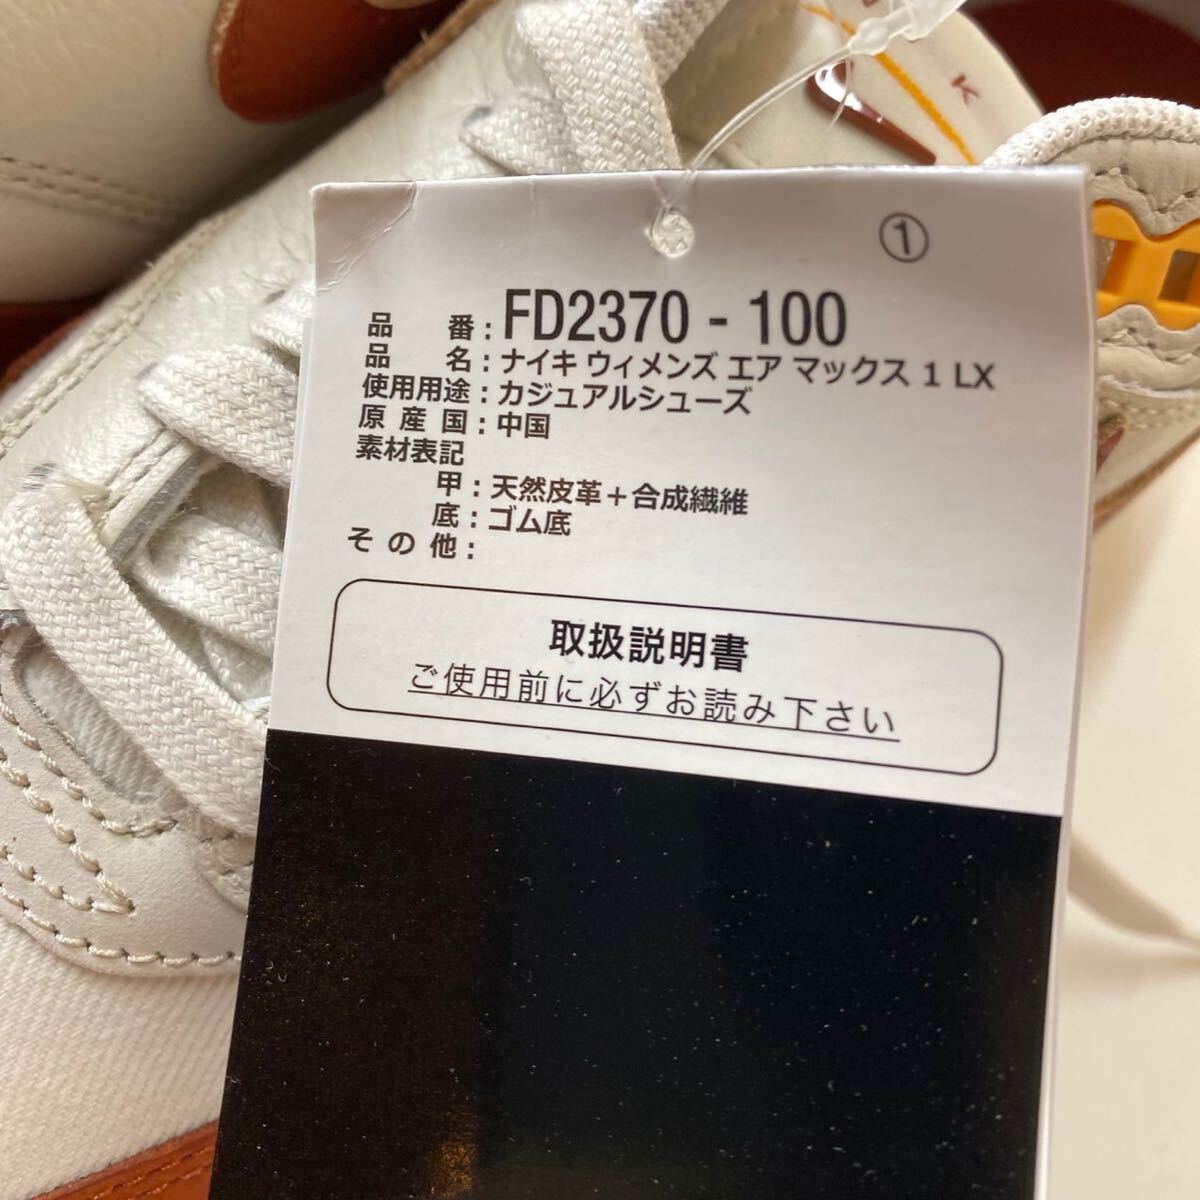 ①
品 番：FD2370 - 100
品 名：ナイキ ウィメンズ エア マックス 1 LX
使用用途：カジュアルシューズ
原 産 国：中国
素材表記
甲：天然皮革＋合成繊維
底：ゴム底
そ の 他：
取扱説明書
ご使用前に必ずお読み下さい